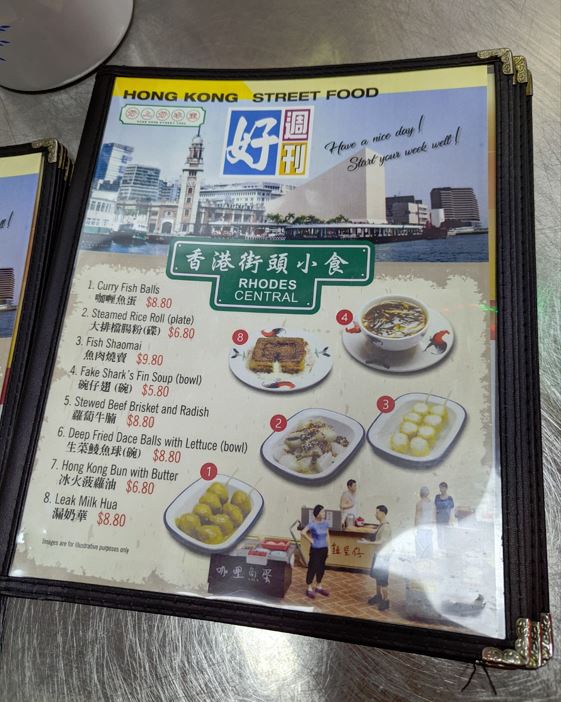 HONG KONG STREET FOOD
好
週刊
Have a nice day!
Start your week well!
香港街頭小食
RHODES
CENTRAL
1. Curry Fish Balls
咖喱魚蛋 $8.80
2. Steamed Rice Roll (plate)
大排檔腸粉(碟) $6.80
3. Fish Shaomai
魚肉燒賣 $9.80
4. Fake Shark's Fin Soup (bowl)
碗仔翅(碗) $5.80
5. Stewed Beef Brisket and Radish
蘿蔔牛腩 $8.80
6. Deep Fried Dace Balls with Lettuce (bowl)
生菜鯪魚球(碗) $8.80
7. Hong Kong Bun with Butter
冰火菠蘿油 $6.80
8. Leak Milk Hua
漏奶華 $8.80
Images are for illustrative purposes only
8
4
3
2
1